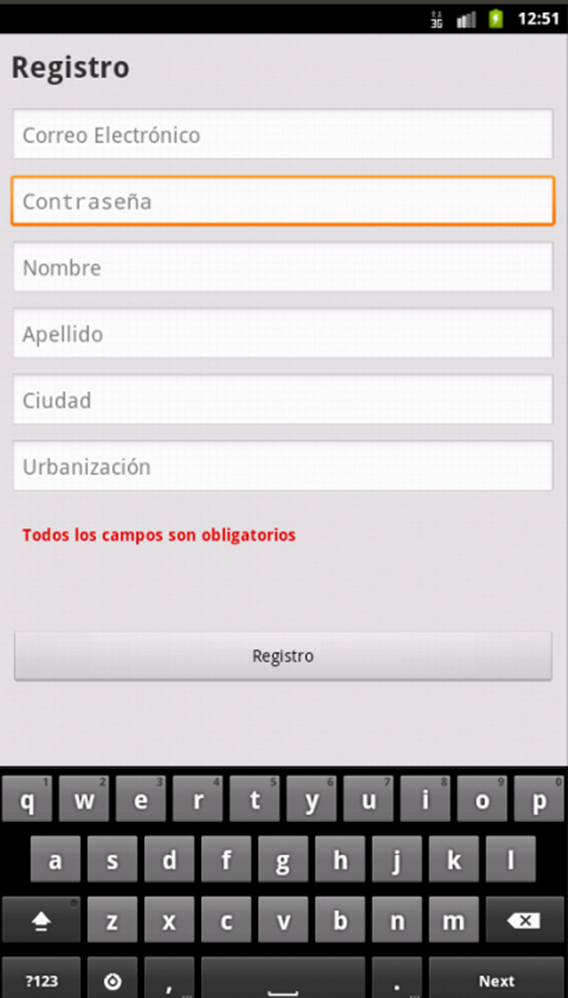 3G 12:51
Registro
Correo Electrónico
Contraseña
Nombre
Apellido
Ciudad
Urbanización
Todos los campos son obligatorios
Registro
1 2 3 4 5 6 7 8 9 0
q w e r t y u i o p
a s d f g h j k l
z x c v b n m
?123 , ... . ... Next